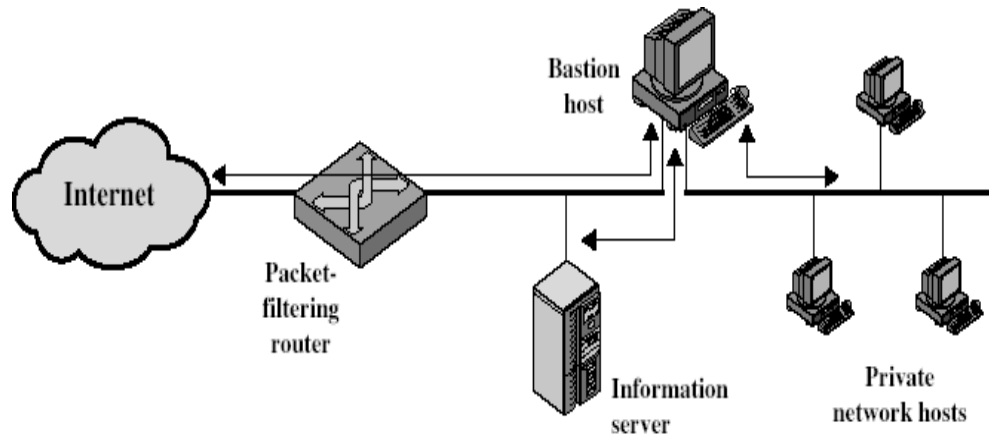 Bastion
host
Internet
Packet-
filtering
router
Information
server
Private
network hosts